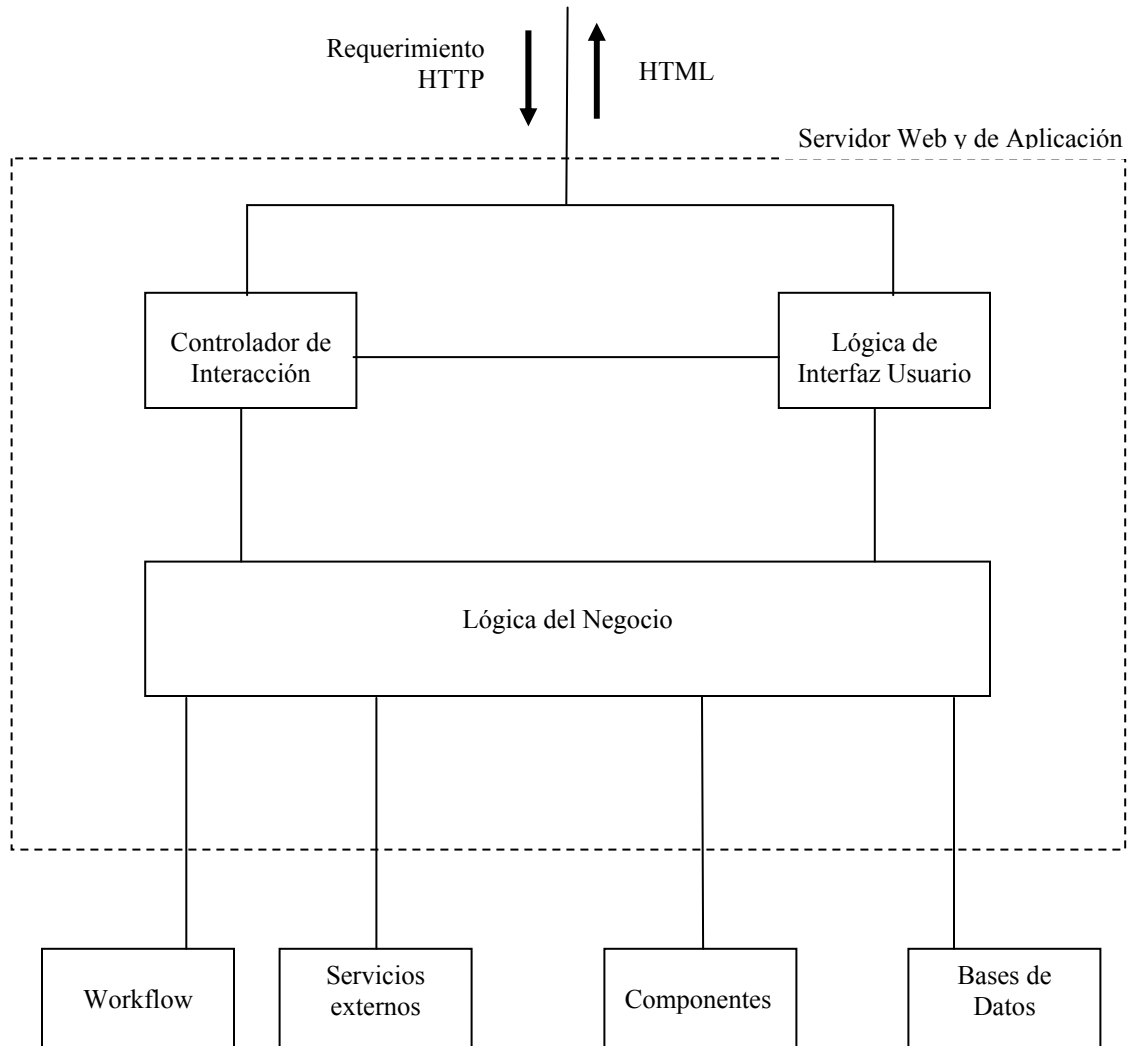 Requerimiento
HTTP
HTML
Servidor Web y de Aplicación
Controlador de
Interacción
Lógica de
Interfaz Usuario
Lógica del Negocio
Workflow
Servicios
externos
Componentes
Bases de
Datos